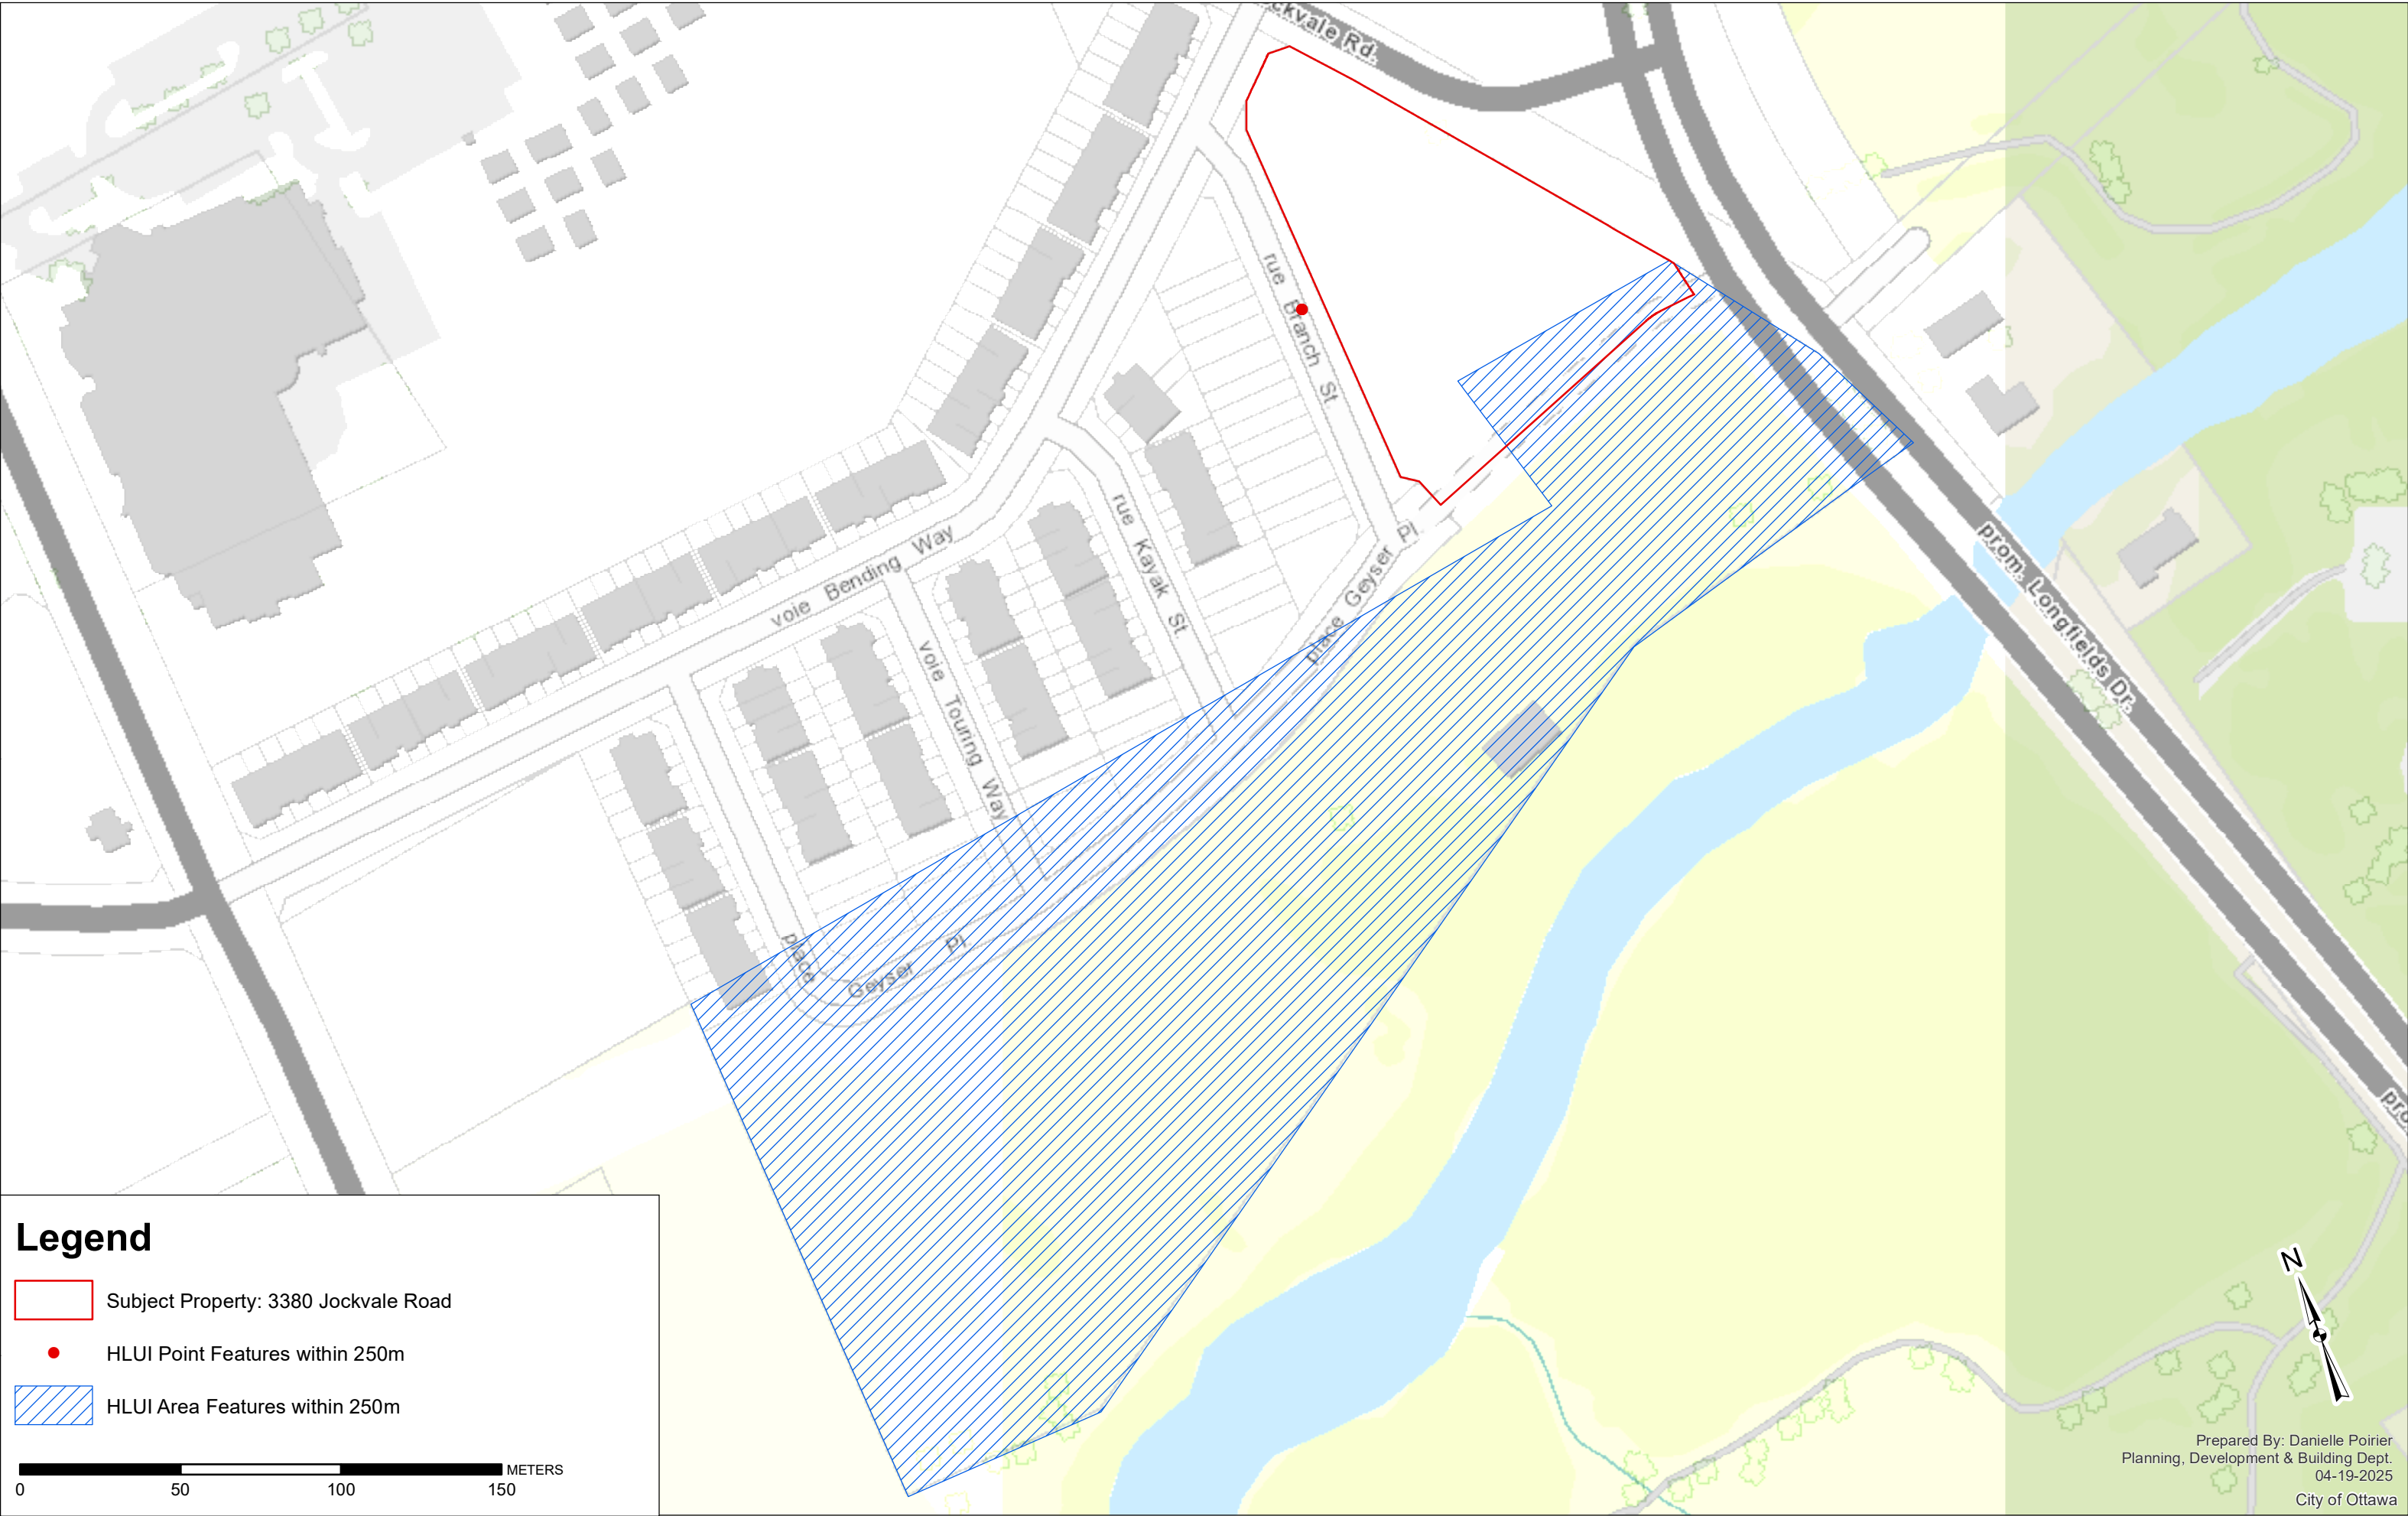 ckvale Rd.
rue Branch St
rue Kayak St
voie Bending Way
voie Touring Way
place Geyser Pl
place Geyser Pl
prom. Longfields Dr.
pro
N
Legend
Subject Property: 3380 Jockvale Road
HLUI Point Features within 250m
HLUI Area Features within 250m
METERS
0 50 100 150
Prepared By: Danielle Poirier
Planning, Development & Building Dept.
04-19-2025
City of Ottawa